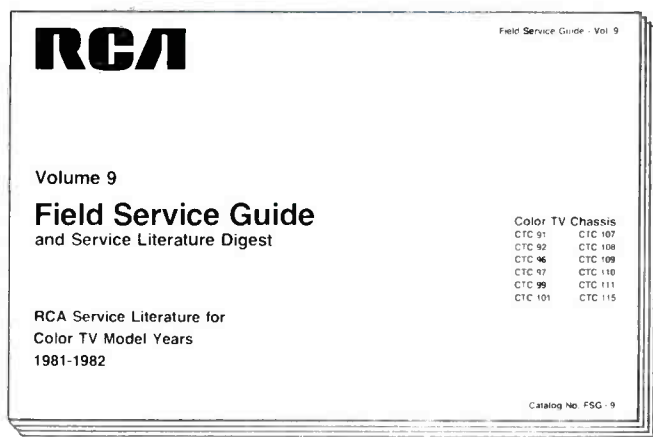 RCA
Field Service Guide - Vol. 9
Volume 9
Field Service Guide
and Service Literature Digest
Color TV Chassis
CTC 91 CTC 107
CTC 92 CTC 108
CTC 96 CTC 109
CTC 97 CTC 110
CTC 99 CTC 111
CTC 101 CTC 115
RCA Service Literature for
Color TV Model Years
1981-1982
Catalog No. FSG - 9